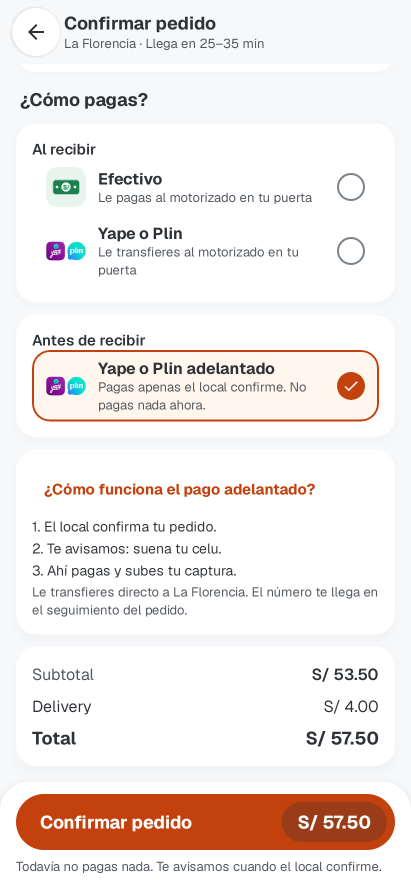 Confirmar pedido
La Florencia · Llega en 25–35 min
¿Cómo pagas?
Al recibir
Efectivo
Le pagas al motorizado en tu puerta
Yape o Plin
Le transfieres al motorizado en tu
puerta
plin
Antes de recibir
Yape o Plin adelantado
Pagas apenas el local confirme. No
pagas nada ahora.
plin
¿Cómo funciona el pago adelantado?
1. El local confirma tu pedido.
2. Te avisamos: suena tu celu.
3. Ahí pagas y subes tu captura.
Le transfieres directo a La Florencia. El número te llega en
el seguimiento del pedido.
Subtotal S/ 53.50
Delivery S/ 4.00
Total S/ 57.50
Confirmar pedido S/ 57.50
Todavía no pagas nada. Te avisamos cuando el local confirme.